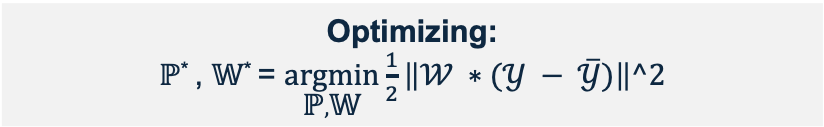 Optimizing:
ℙ* , 𝕎* = argmin ½ ‖𝒲 * (𝒴 − 𝒴̄)‖^2
ℙ,𝕎